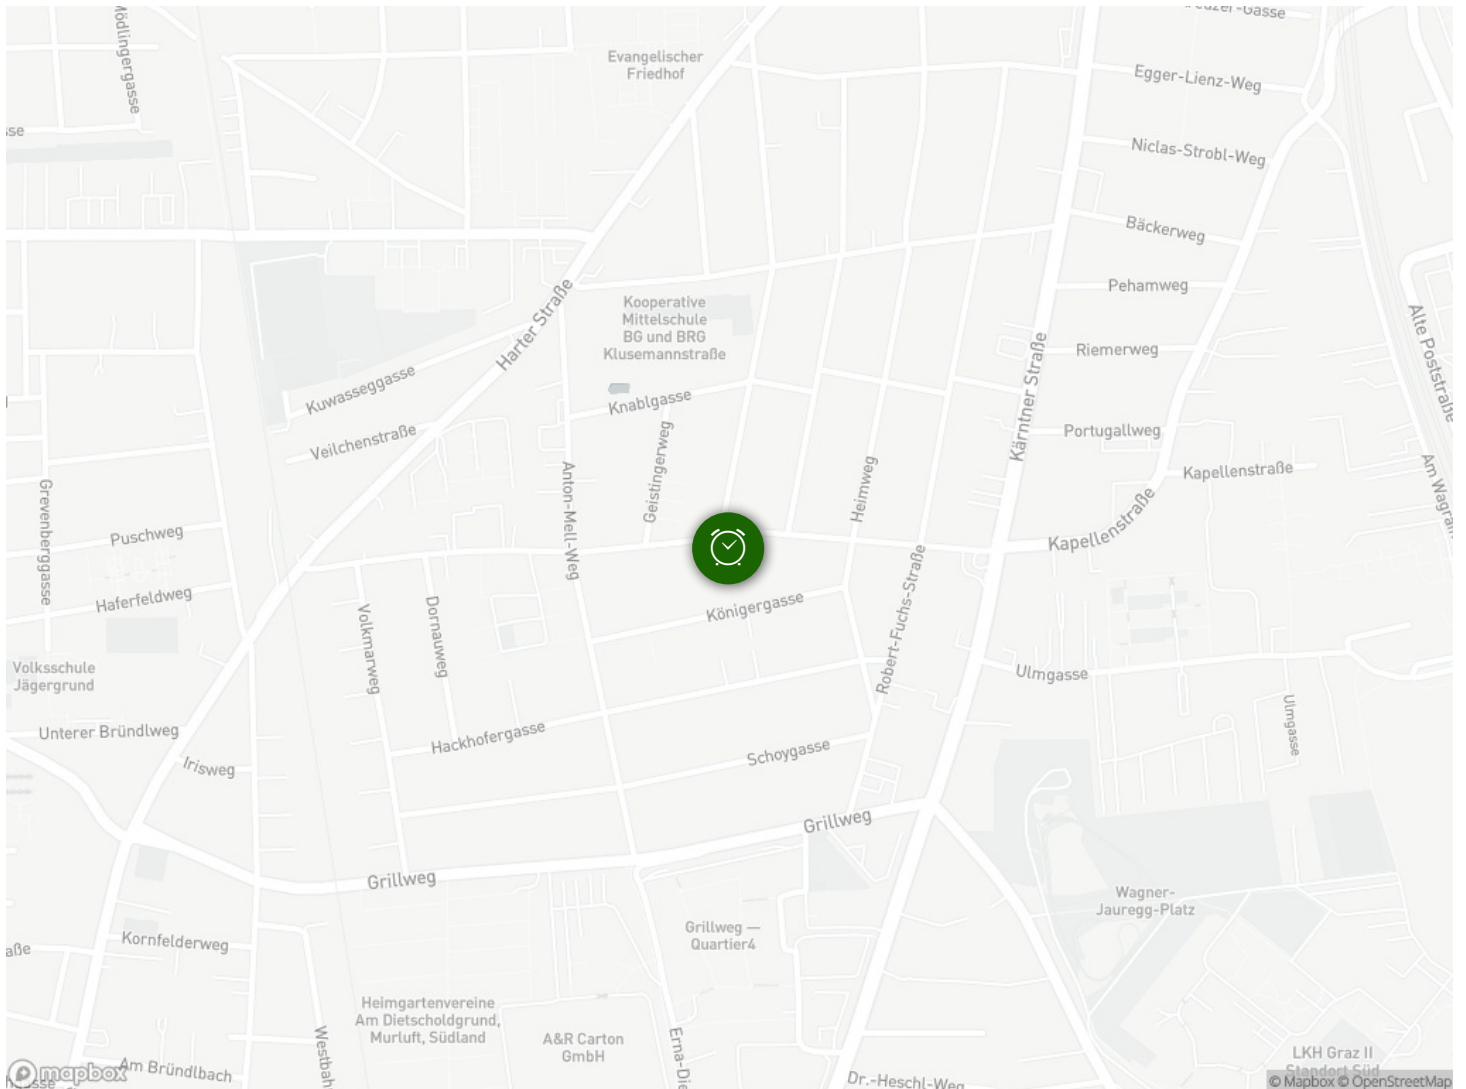 Mödlingergasse
Evangelischer
Friedhof
Egger-Lienz-Weg
Niclas-Strobl-Weg
Bäckerweg
Pehamweg
Riemerweg
Portugallweg
Kapellenstraße
Kapellenstraße
Kärntner Straße
Alte Poststraße
Harter Straße
Kooperative
Mittelschule
BG und BRG
Klusemannstraße
Kuwasseggasse
Veilchenstraße
Knablgasse
Geistingerweg
Anton-Mell-Weg
Heimweg
Grevenberggasse
Puschweg
Haferfeldweg
Volkmarweg
Dornauweg
Königergasse
Robert-Fuchs-Straße
Ulmgasse
Ulmgasse
Volksschule
Jägergrund
Unterer Bründlweg
Irisweg
Hackhofergasse
Schoygasse
Grillweg
Grillweg
Wagner-
Jauregg-Platz
Grillweg —
Quartier4
Kornfelderweg
Heimgartenvereine
Am Dietscholdgrund,
Murluft, Südland
A&R Carton
GmbH
Am Bründlbach
Dr.-Heschl-Weg
LKH Graz II
Standort Süd
mapbox
© Mapbox © OpenStreetMap